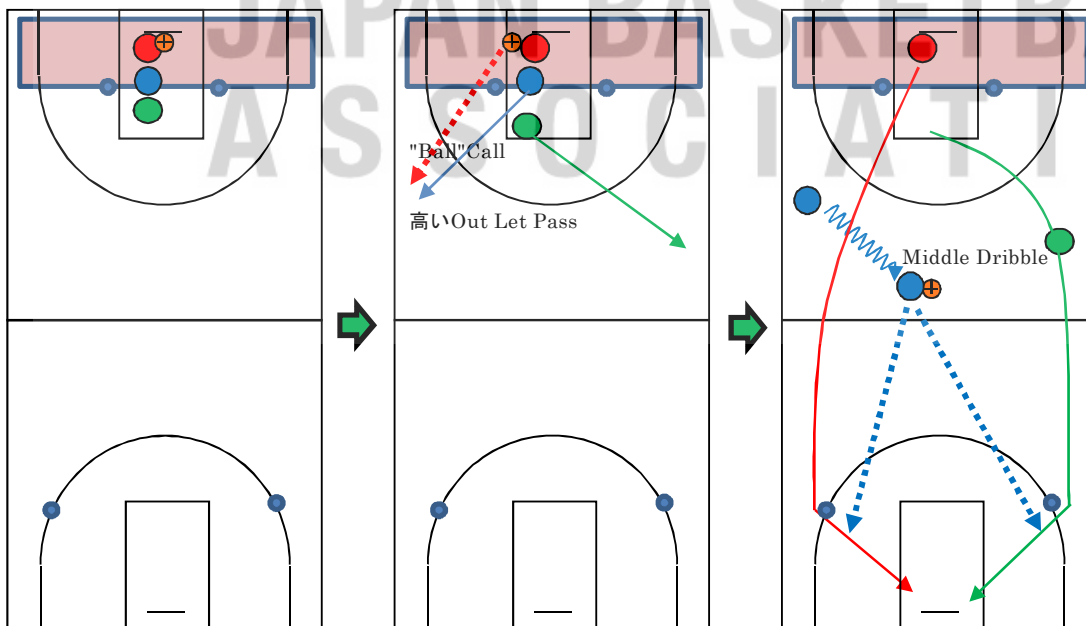 JAPAN BASKETB
ASSOCIATI
"Ball"Call
高いOut Let Pass
Middle Dribble